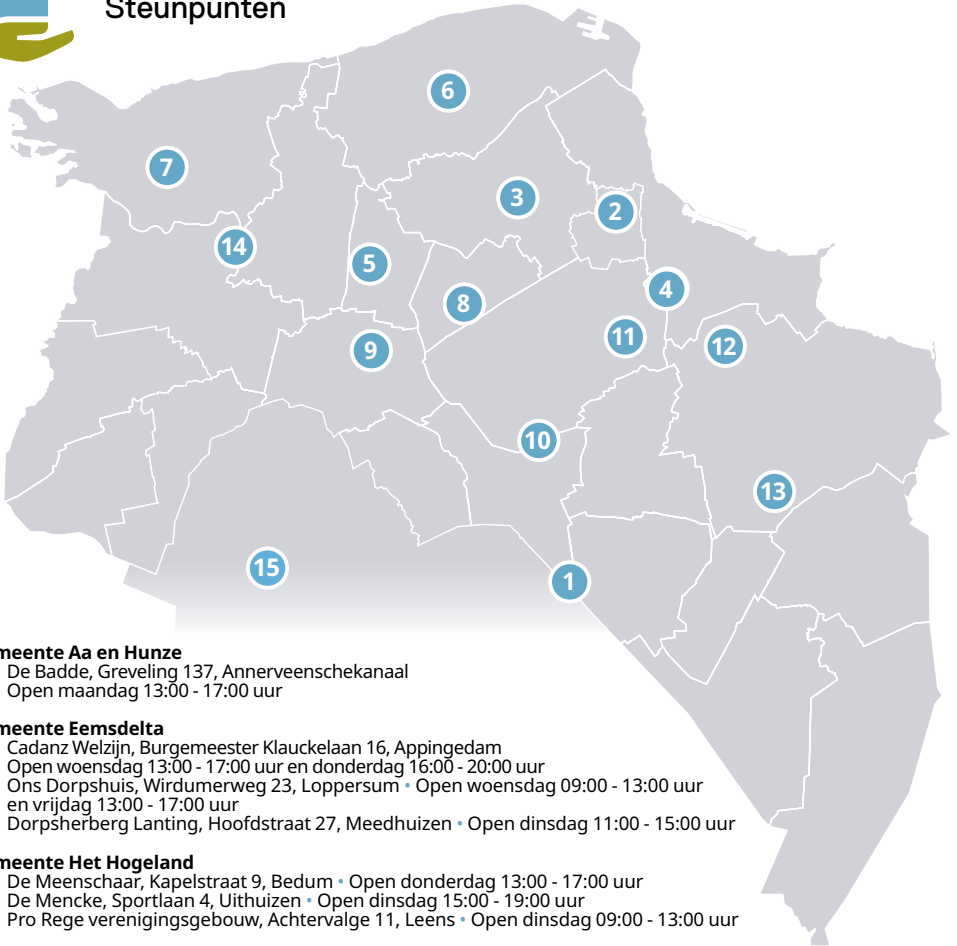 Steunpunten
6
7
3
2
14
5
4
8
11
12
9
10
13
15
1
meente Aa en Hunze
De Badde, Greveling 137, Annerveenschekanaal
Open maandag 13:00 - 17:00 uur
meente Eemsdelta
Cadanz Welzijn, Burgemeester Klauckelaan 16, Appingedam
Open woensdag 13:00 - 17:00 uur en donderdag 16:00 - 20:00 uur
Ons Dorpshuis, Wirdumerweg 23, Loppersum • Open woensdag 09:00 - 13:00 uur
en vrijdag 13:00 - 17:00 uur
Dorpsherberg Lanting, Hoofdstraat 27, Meedhuizen • Open dinsdag 11:00 - 15:00 uur
meente Het Hogeland
De Meenschaar, Kapelstraat 9, Bedum • Open donderdag 13:00 - 17:00 uur
De Mencke, Sportlaan 4, Uithuizen • Open dinsdag 15:00 - 19:00 uur
Pro Rege verenigingsgebouw, Achtervalge 11, Leens • Open dinsdag 09:00 - 13:00 uur